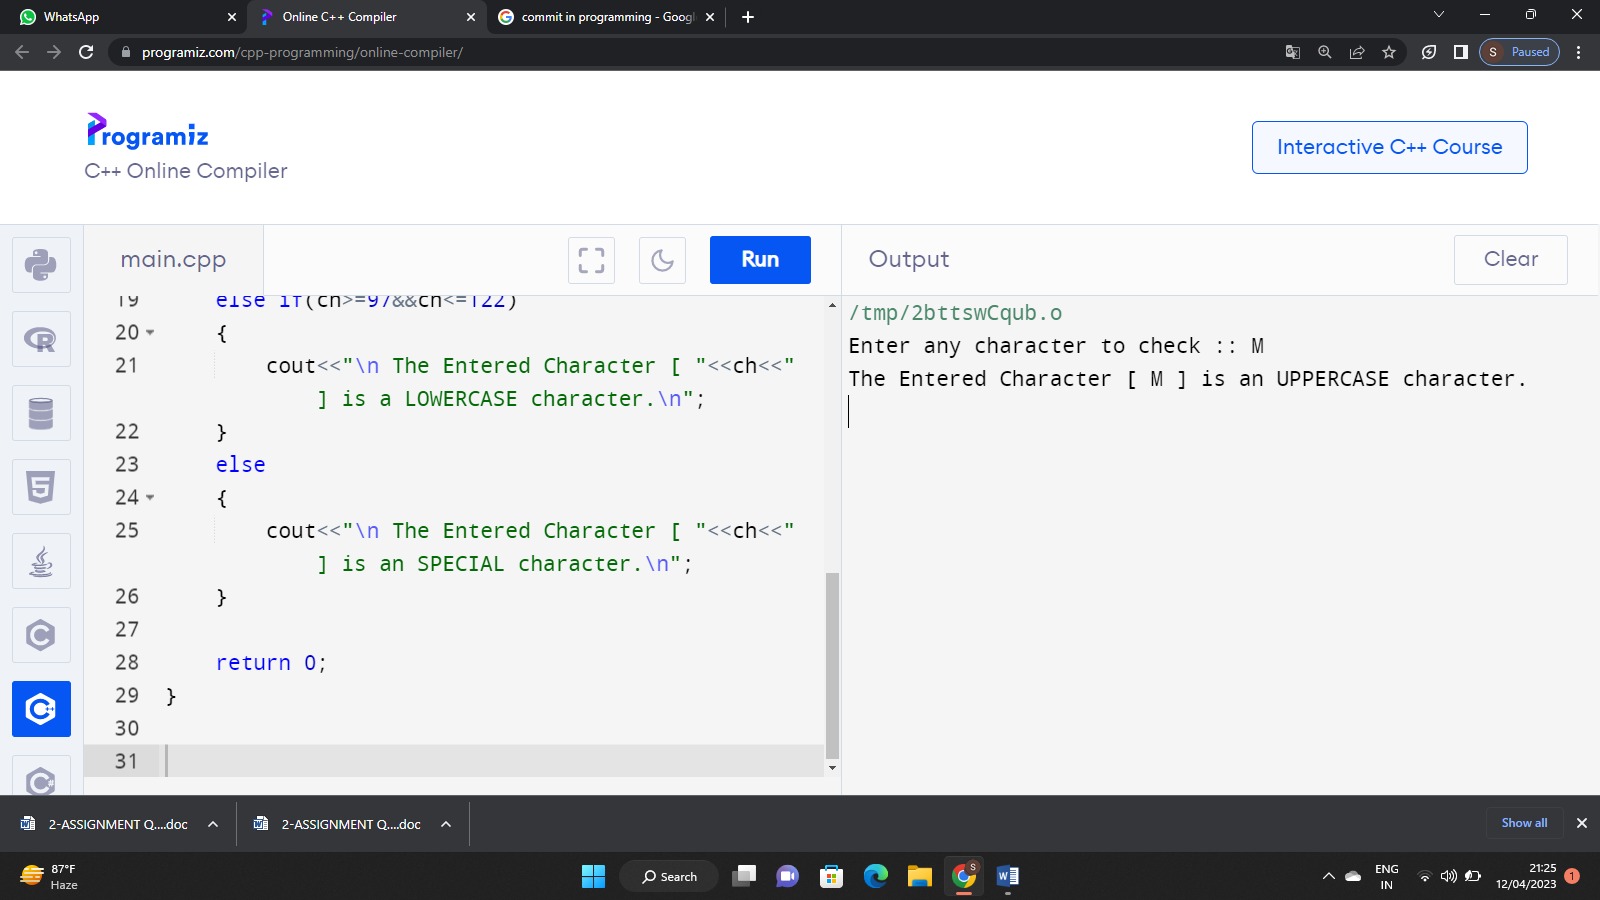 WhatsApp
Online C++ Compiler
commit in programming - Googl
programiz.com/cpp-programming/online-compiler/
S Paused
Programiz
C++ Online Compiler
Interactive C++ Course
main.cpp
Run
Output
Clear
19 else if(ch>=97&&ch<=122)
20 {
21 cout<<"\n The Entered Character [ "<<ch<<"
] is a LOWERCASE character.\n";
22 }
23 else
24 {
25 cout<<"\n The Entered Character [ "<<ch<<"
] is an SPECIAL character.\n";
26 }
27
28 return 0;
29 }
30
31
/tmp/2bttswCqub.o
Enter any character to check :: M
The Entered Character [ M ] is an UPPERCASE character.
2-ASSIGNMENT Q....doc
2-ASSIGNMENT Q....doc
Show all
87°F
Haze
Search
S
ENG
IN
21:25
12/04/2023
1